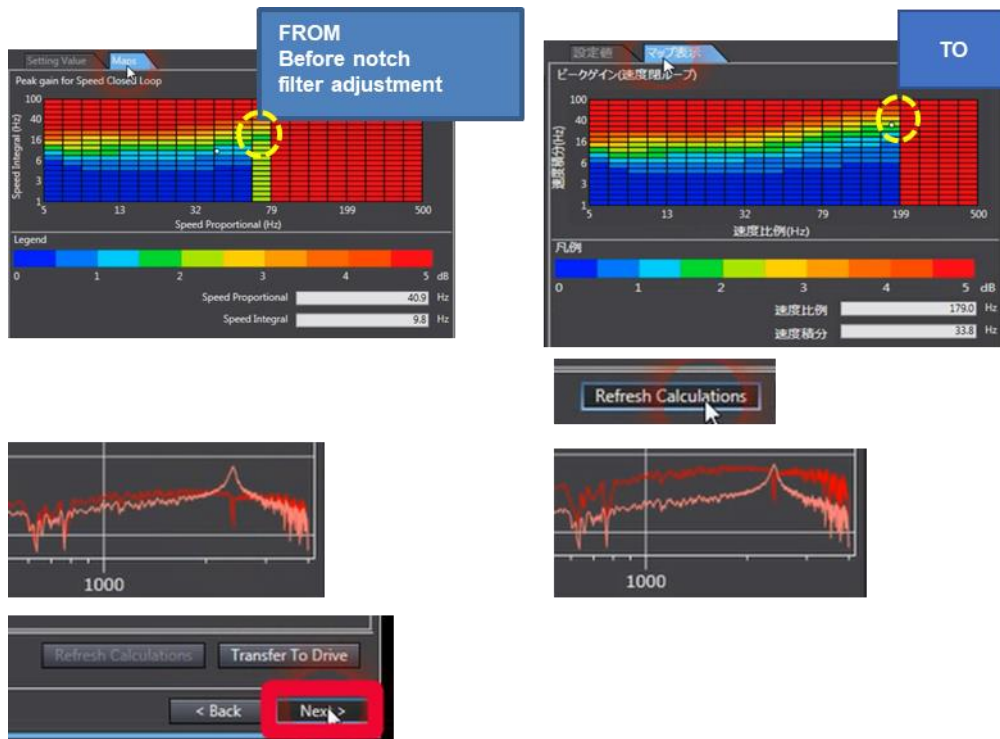 FROM
Before notch
filter adjustment
Setting Value Maps
Peak gain for Speed Closed Loop
Speed Integral (Hz)
100
40
16
6
3
1
5 13 32 79 199 500
Speed Proportional (Hz)
Legend
0 1 2 3 4 5 dB
Speed Proportional 40.9 Hz
Speed Integral 9.8 Hz
TO
設定値 マップ表示
ピークゲイン(速度閉ループ)
速度積分(Hz)
100
40
16
6
3
1
5 13 32 79 199 500
速度比例(Hz)
凡例
0 1 2 3 4 5 dB
速度比例 179.0 Hz
速度積分 33.8 Hz
Refresh Calculations
1000
1000
Refresh Calculations Transfer To Drive
< Back Next >